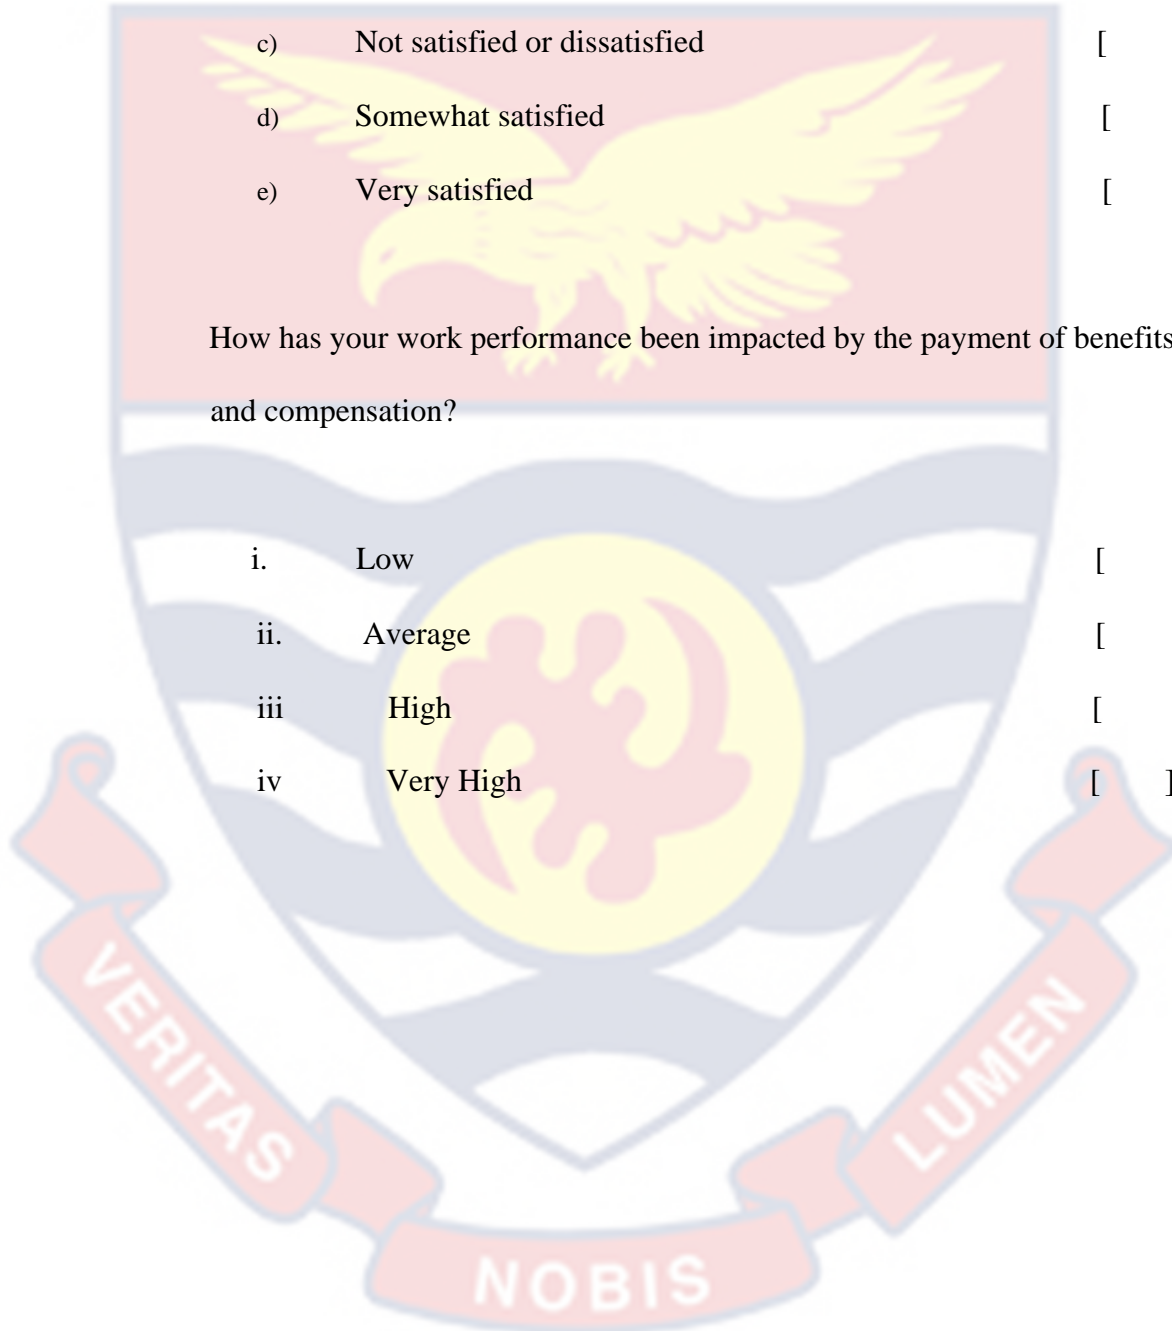 c) Not satisfied or dissatisfied [
d) Somewhat satisfied [
e) Very satisfied [
How has your work performance been impacted by the payment of benefits
and compensation?
i. Low [
ii. Average [
iii High [
iv Very High [ ]
VERITAS
NOBIS
LUMEN